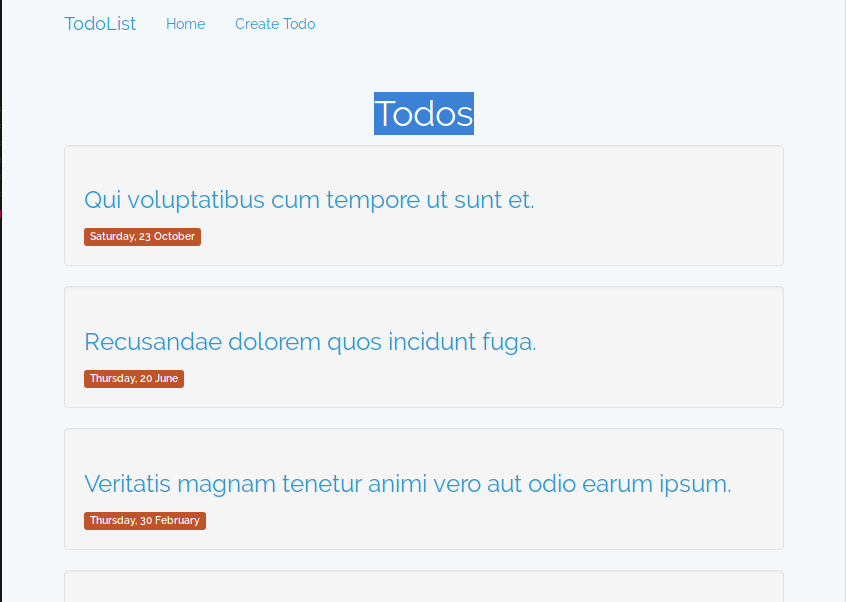 TodoList Home Create Todo
Todos
Qui voluptatibus cum tempore ut sunt et.
Saturday, 23 October
Recusandae dolorem quos incidunt fuga.
Thursday, 20 June
Veritatis magnam tenetur animi vero aut odio earum ipsum.
Thursday, 30 February